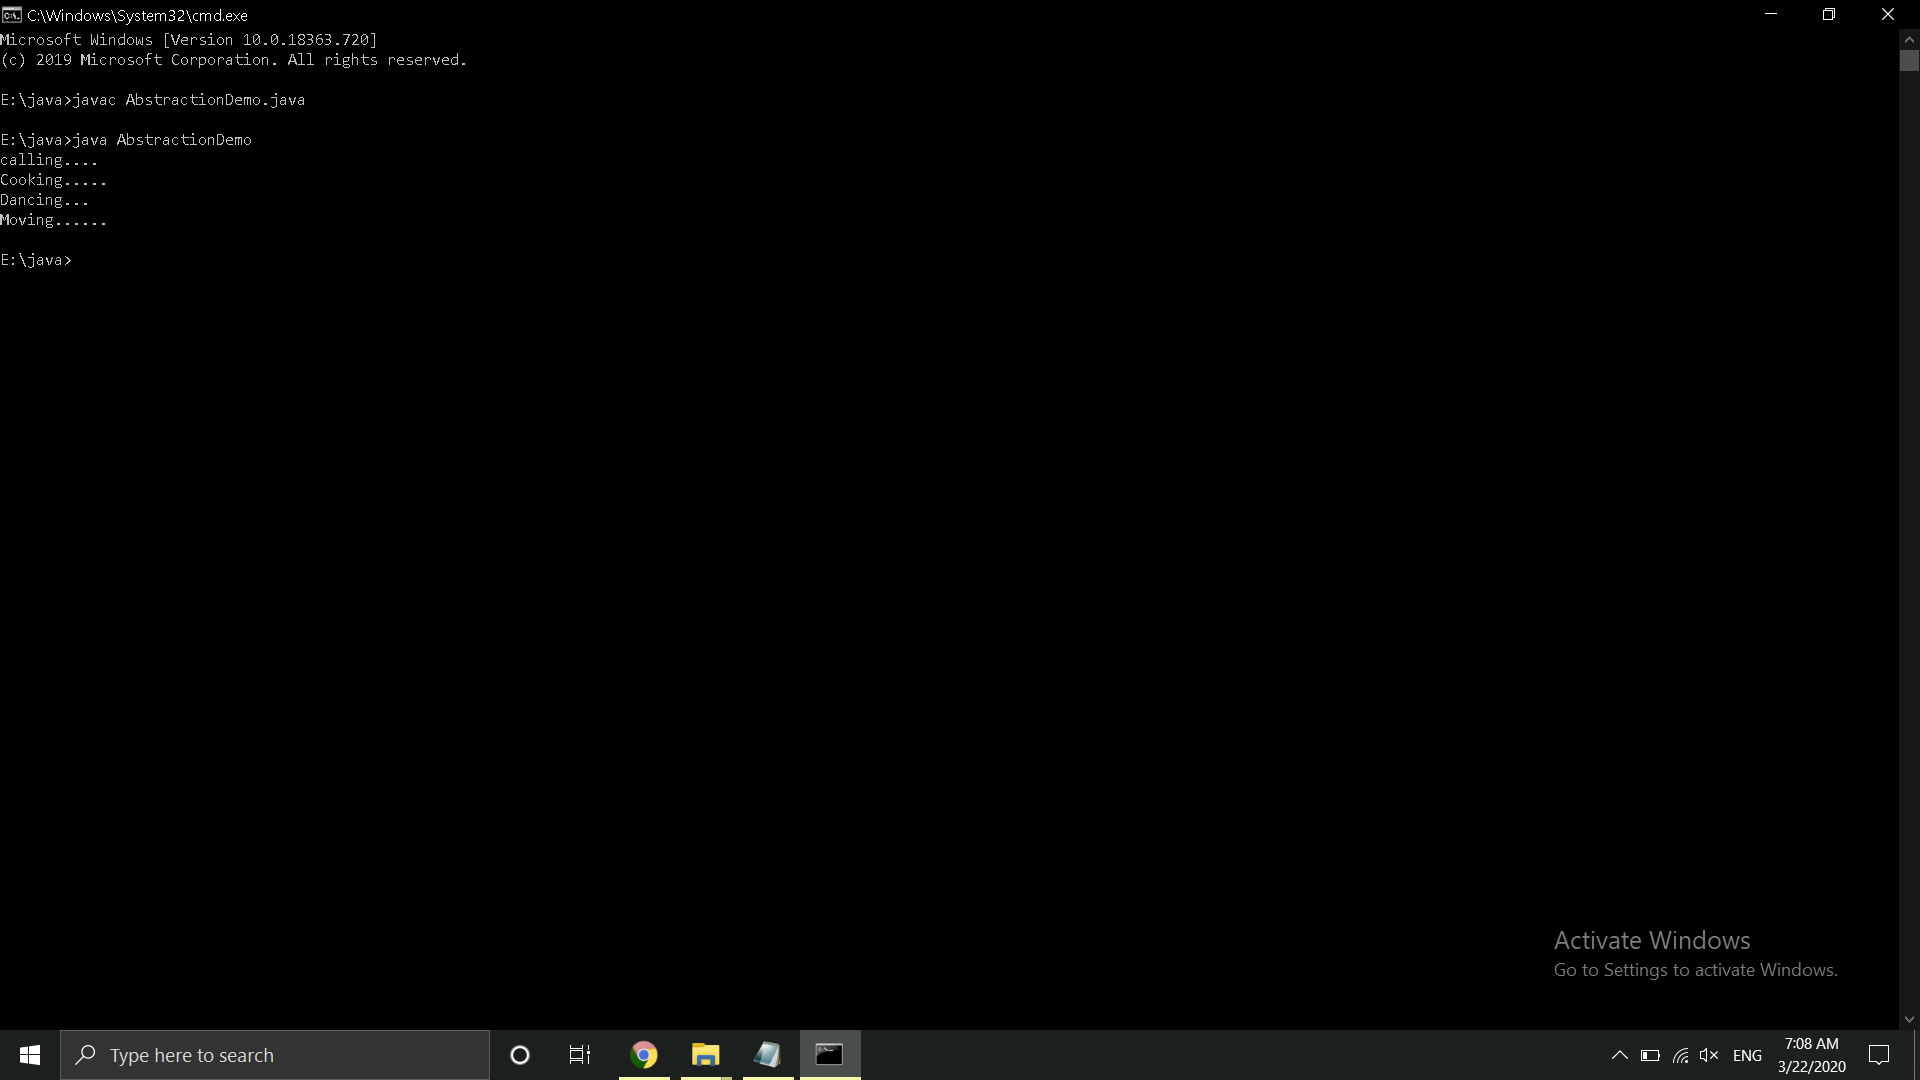 C:\Windows\System32\cmd.exe
Microsoft Windows [Version 10.0.18363.720]
(c) 2019 Microsoft Corporation. All rights reserved.
E:\java>javac AbstractionDemo.java
E:\java>java AbstractionDemo
calling....
Cooking.....
Dancing...
Moving......
E:\java>
Activate Windows
Go to Settings to activate Windows.
Type here to search
ENG
7:08 AM
3/22/2020